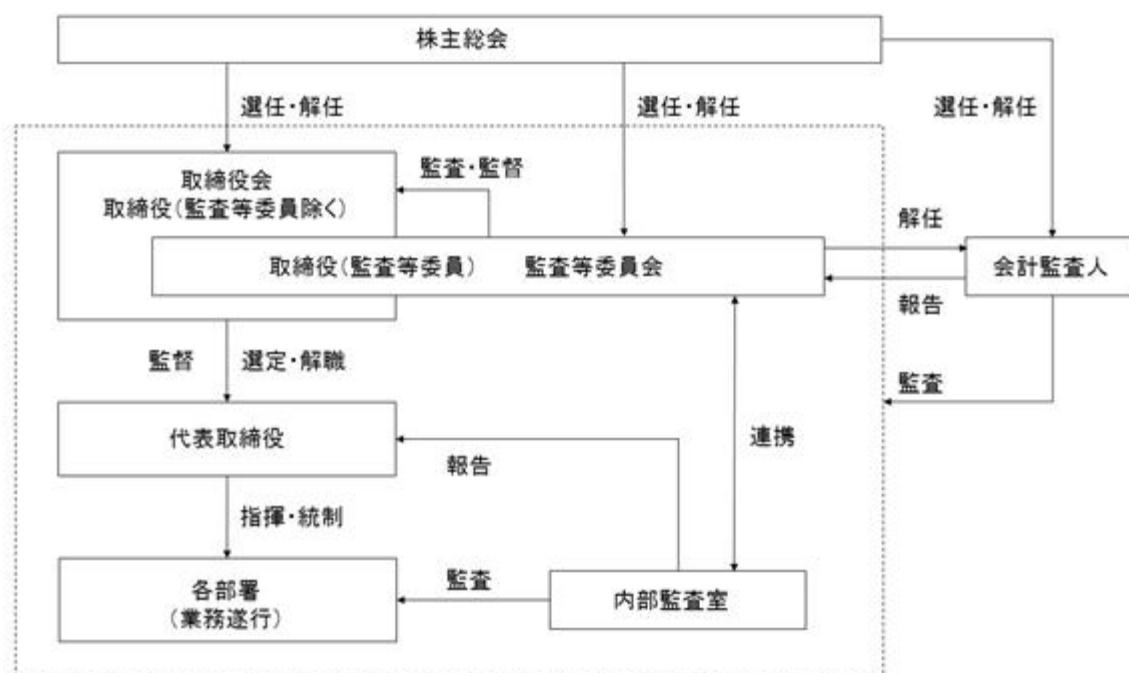 株主総会
選任・解任
選任・解任
選任・解任
取締役会
取締役(監査等委員除く)
監査・監督
取締役(監査等委員) 監査等委員会
解任
会計監査人
報告
監督
選定・解職
監査
代表取締役
報告
連携
指揮・統制
各部署
(業務遂行)
監査
内部監査室